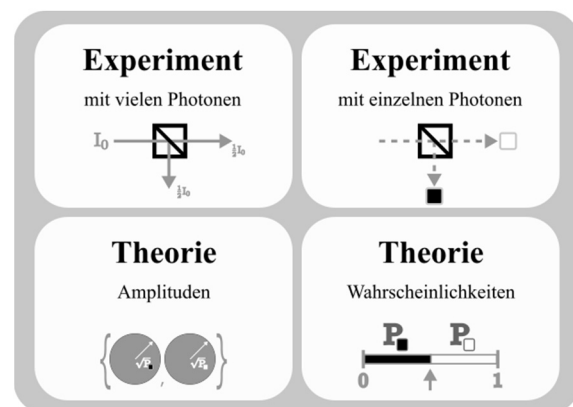 Experiment
mit vielen Photonen
I₀
½I₀
½I₀
Experiment
mit einzelnen Photonen
Theorie
Amplituden
{√P■, √P□}
Theorie
Wahrscheinlichkeiten
P■ P□
0 1